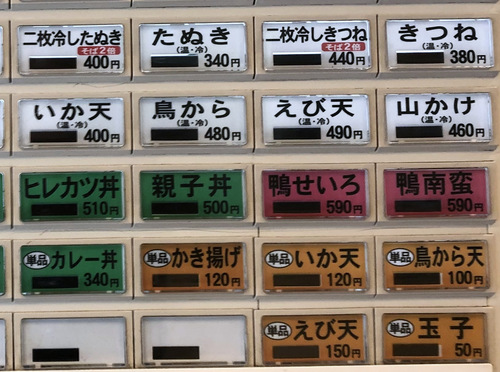 二枚冷したぬき
そば2倍
400円
たぬき
(温・冷)
340円
二枚冷しきつね
そば2倍
440円
きつね
(温・冷)
380円
いか天
(温・冷)
400円
鳥から
(温・冷)
480円
えび天
(温・冷)
490円
山かけ
(温・冷)
460円
ヒレカツ丼
510円
親子丼
500円
鴨せいろ
590円
鴨南蛮
590円
単品 カレー丼
340円
単品 かき揚げ
120円
単品 いか天
120円
単品 鳥から天
100円
単品 えび天
150円
単品 玉子
50円